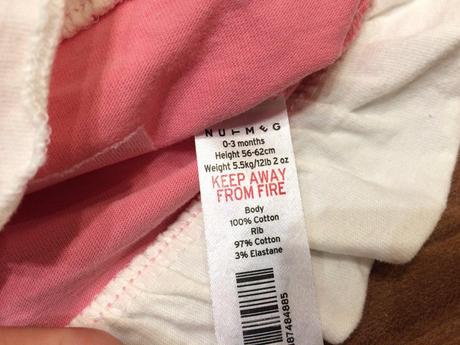 NUTMEG
0-3 months
Height 56-62cm
Weight 5.5kg/12lb 2 oz
KEEP AWAY
FROM FIRE
Body
100% Cotton
Rib
97% Cotton
3% Elastane